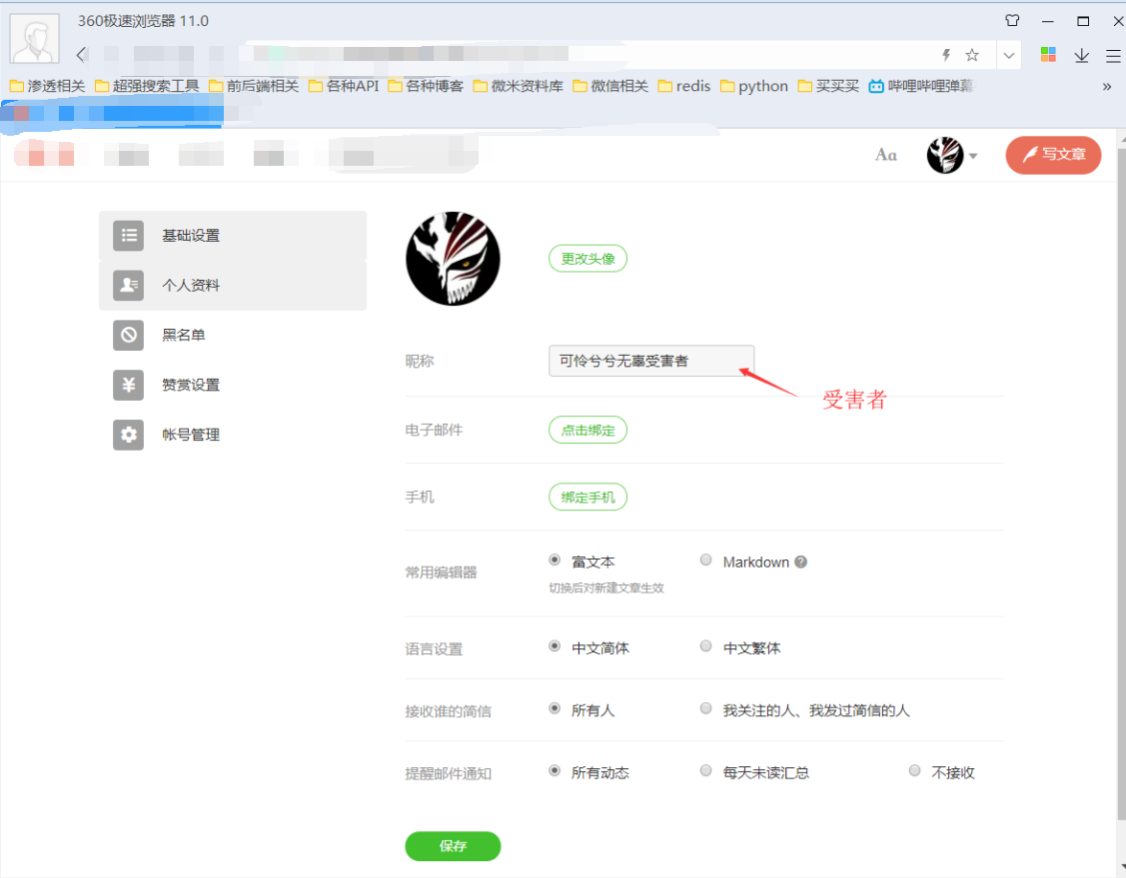 360极速浏览器 11.0
渗透相关 超强搜索工具 前后端相关 各种API 各种博客 微米资料库 微信相关 redis python 买买买 哔哩哔哩弹幕 »
Aa 写文章
基础设置
个人资料
黑名单
赞赏设置
帐号管理
更改头像
昵称 可怜兮兮无辜受害者
受害者
电子邮件 点击绑定
手机 绑定手机
常用编辑器 富文本 Markdown ?
切换后对新建文章生效
语言设置 中文简体 中文繁体
接收谁的简信 所有人 我关注的人、我发过简信的人
提醒邮件通知 所有动态 每天未读汇总 不接收
保存